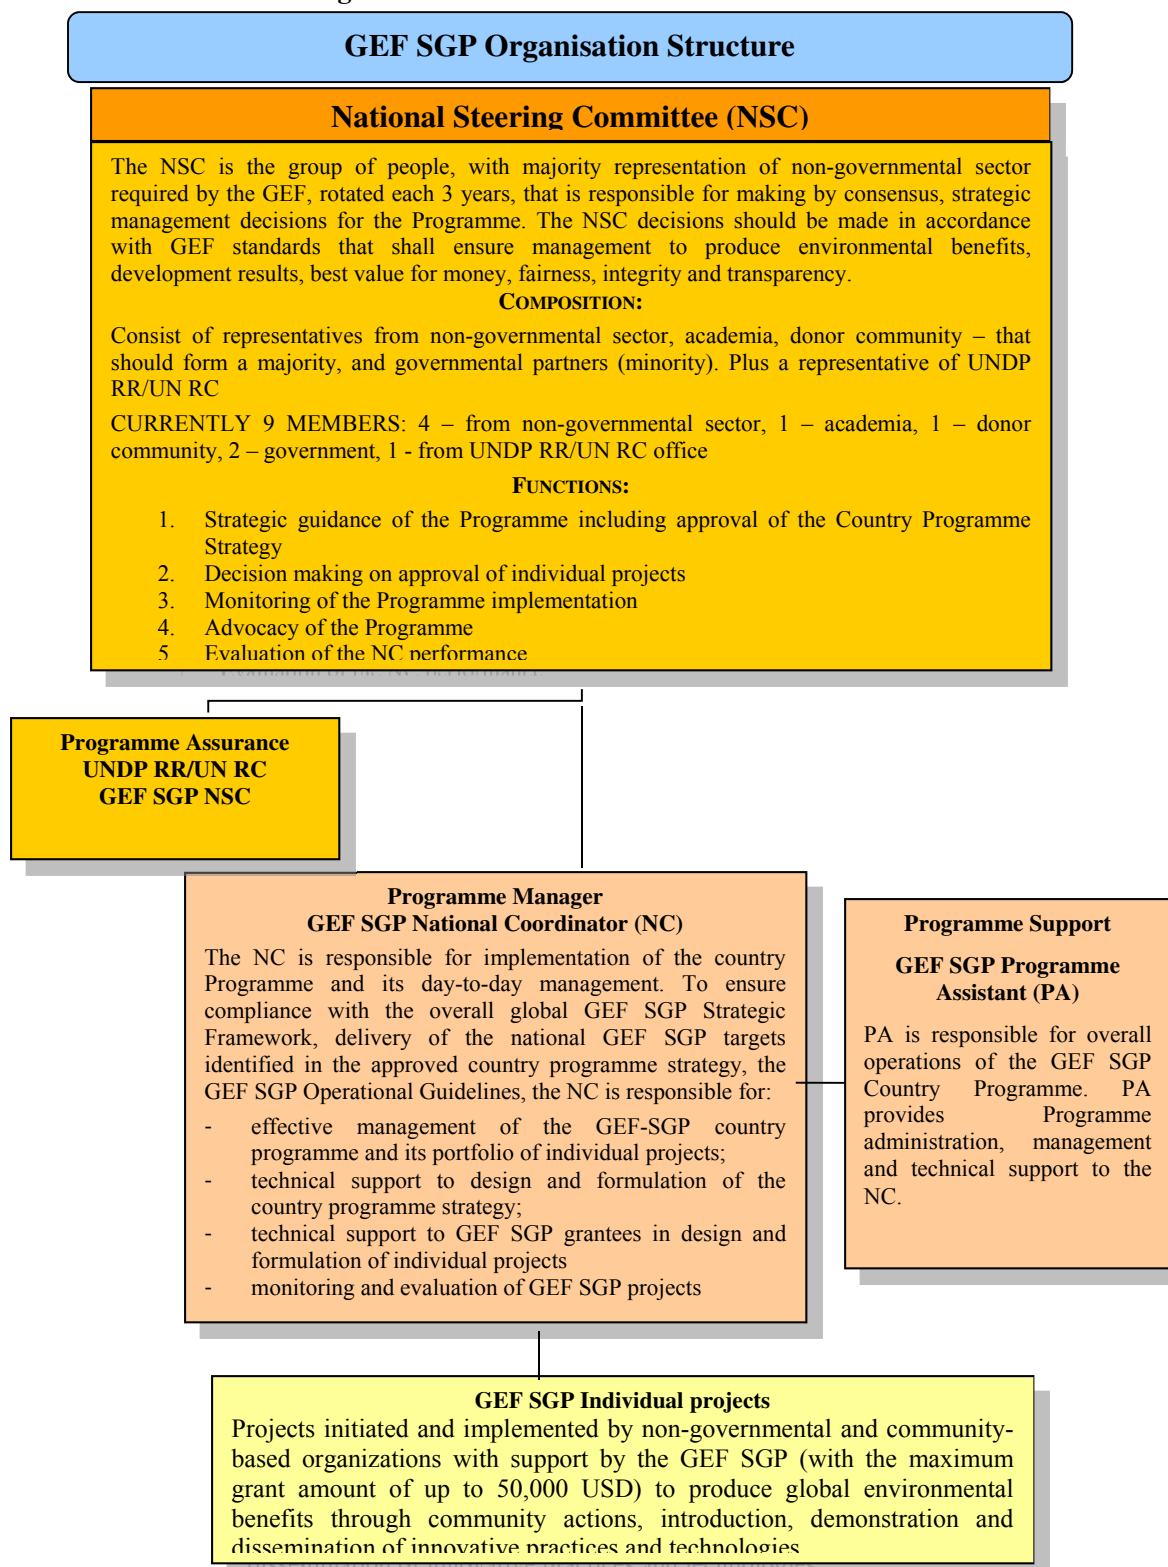 GEF SGP Organisation Structure
National Steering Committee (NSC)
The NSC is the group of people, with majority representation of non-governmental sector
required by the GEF, rotated each 3 years, that is responsible for making by consensus, strategic
management decisions for the Programme. The NSC decisions should be made in accordance
with GEF standards that shall ensure management to produce environmental benefits,
development results, best value for money, fairness, integrity and transparency.
COMPOSITION:
Consist of representatives from non-governmental sector, academia, donor community – that
should form a majority, and governmental partners (minority). Plus a representative of UNDP
RR/UN RC
CURRENTLY 9 MEMBERS: 4 – from non-governmental sector, 1 – academia, 1 – donor
community, 2 – government, 1 - from UNDP RR/UN RC office
FUNCTIONS:
1. Strategic guidance of the Programme including approval of the Country Programme
Strategy
2. Decision making on approval of individual projects
3. Monitoring of the Programme implementation
4. Advocacy of the Programme
5 Evaluation of the NC performance
Programme Assurance
UNDP RR/UN RC
GEF SGP NSC
Programme Manager
GEF SGP National Coordinator (NC)
The NC is responsible for implementation of the country
Programme and its day-to-day management. To ensure
compliance with the overall global GEF SGP Strategic
Framework, delivery of the national GEF SGP targets
identified in the approved country programme strategy, the
GEF SGP Operational Guidelines, the NC is responsible for:
- effective management of the GEF-SGP country
programme and its portfolio of individual projects;
- technical support to design and formulation of the
country programme strategy;
- technical support to GEF SGP grantees in design and
formulation of individual projects
- monitoring and evaluation of GEF SGP projects
Programme Support
GEF SGP Programme
Assistant (PA)
PA is responsible for overall
operations of the GEF SGP
Country Programme. PA
provides Programme
administration, management
and technical support to the
NC.
GEF SGP Individual projects
Projects initiated and implemented by non-governmental and community-
based organizations with support by the GEF SGP (with the maximum
grant amount of up to 50,000 USD) to produce global environmental
benefits through community actions, introduction, demonstration and
dissemination of innovative practices and technologies